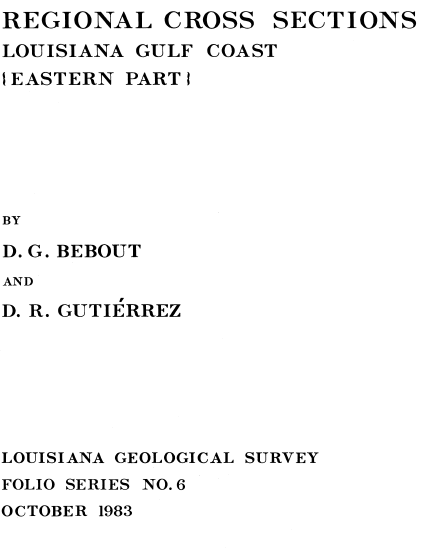 REGIONAL CROSS SECTIONS
LOUISIANA GULF COAST
{EASTERN PART}
BY
D. G. BEBOUT
AND
D. R. GUTIÉRREZ
LOUISIANA GEOLOGICAL SURVEY
FOLIO SERIES NO. 6
OCTOBER 1983